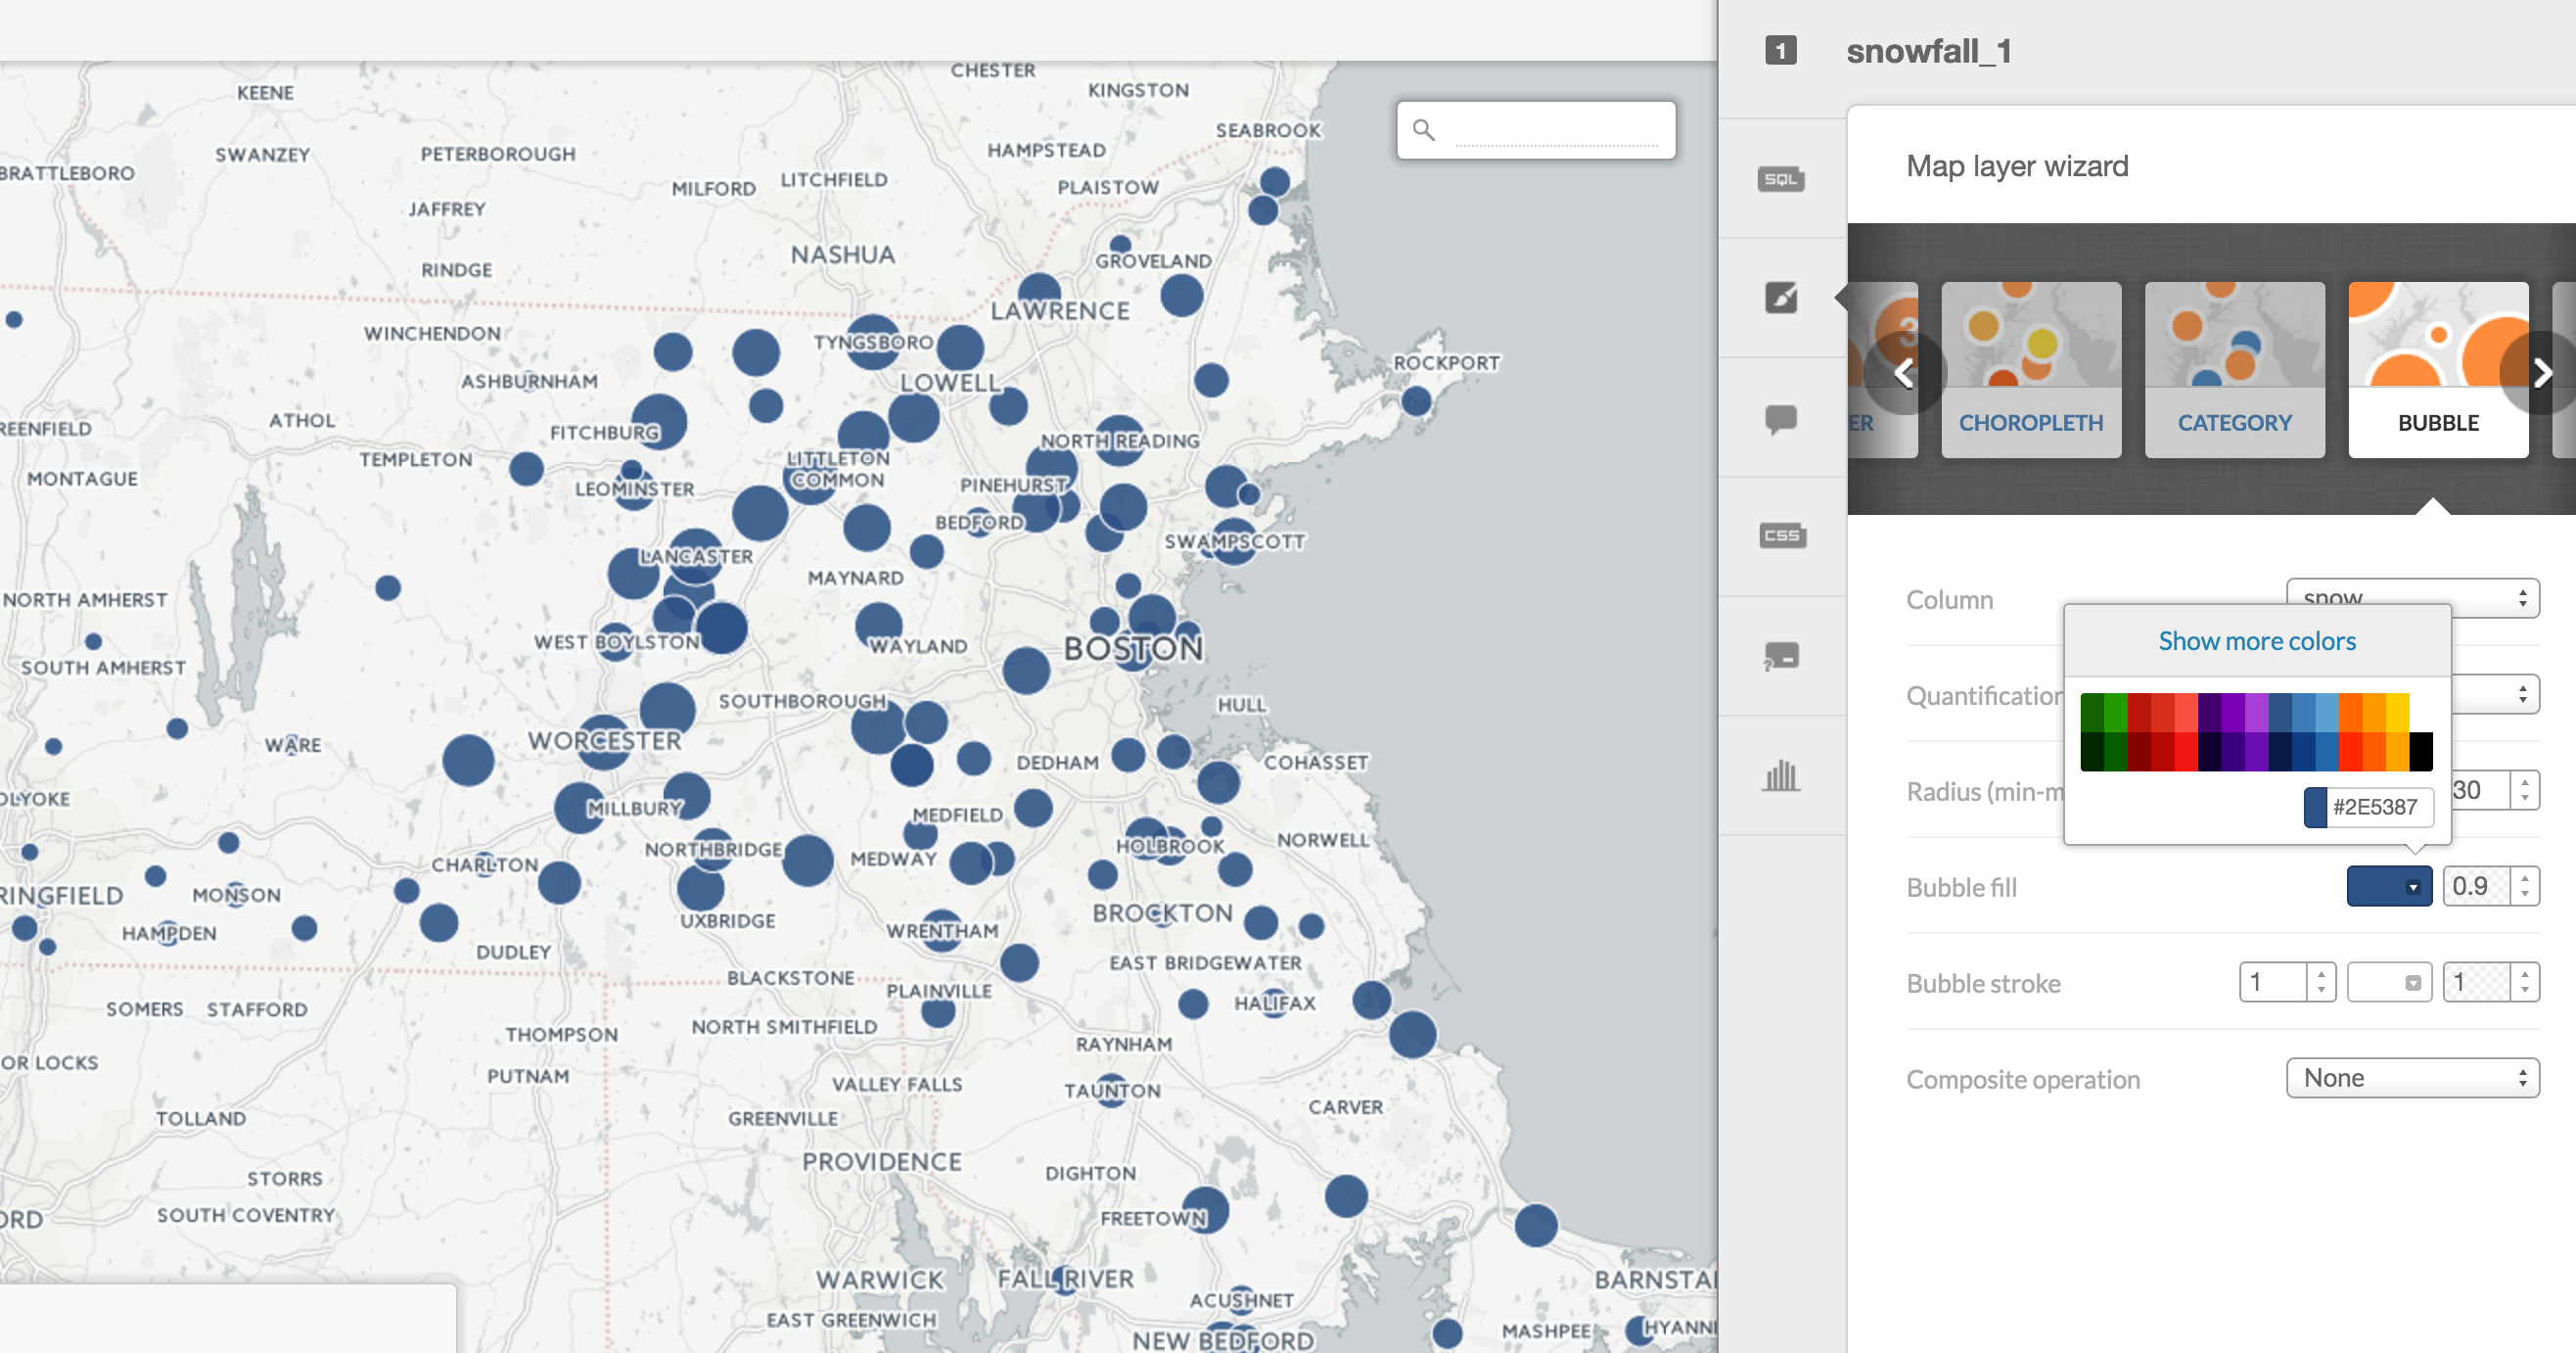 CHESTER
KEENE
KINGSTON
SEABROOK
HAMPSTEAD
SWANZEY
PETERBOROUGH
BRATTLEBORO
LITCHFIELD
MILFORD
PLAISTOW
JAFFREY
NASHUA
GROVELAND
RINDGE
LAWRENCE
WINCHENDON
TYNGSBORO
ROCKPORT
ASHBURNHAM
LOWELL
ATHOL
REENFIELD
FITCHBURG
NORTH READING
TEMPLETON
LITTLETON
COMMON
MONTAGUE
LEOMINSTER
PINEHURST
BEDFORD
SWAMPSCOTT
LANCASTER
MAYNARD
NORTH AMHERST
WEST BOYLSTON
WAYLAND
BOSTON
SOUTH AMHERST
SOUTHBOROUGH
HULL
WARE
WORCESTER
DEDHAM
COHASSET
OLYOKE
MILLBURY
MEDFIELD
NORWELL
NORTHBRIDGE
MEDWAY
HOLBROOK
CHARLTON
RINGFIELD
MONSON
UXBRIDGE
BROCKTON
HAMPDEN
WRENTHAM
DUDLEY
EAST BRIDGEWATER
BLACKSTONE
PLAINVILLE
SOMERS
STAFFORD
HALIFAX
THOMPSON
NORTH SMITHFIELD
RAYNHAM
OR LOCKS
PUTNAM
VALLEY FALLS
TAUNTON
TOLLAND
GREENVILLE
CARVER
PROVIDENCE
DIGHTON
STORRS
SOUTH COVENTRY
ORD
FREETOWN
WARWICK
FALL RIVER
BARNSTA
ACUSHNET
EAST GREENWICH
NEW BEDFORD
MASHPEE
HYANNI
1
snowfall_1
SQL
CSS
?
Map layer wizard
3
ER
CHOROPLETH
CATEGORY
BUBBLE
Column
snow
Show more colors
Quantification
Radius (min-m
30
#2E5387
Bubble fill
0.9
Bubble stroke
1
1
Composite operation
None